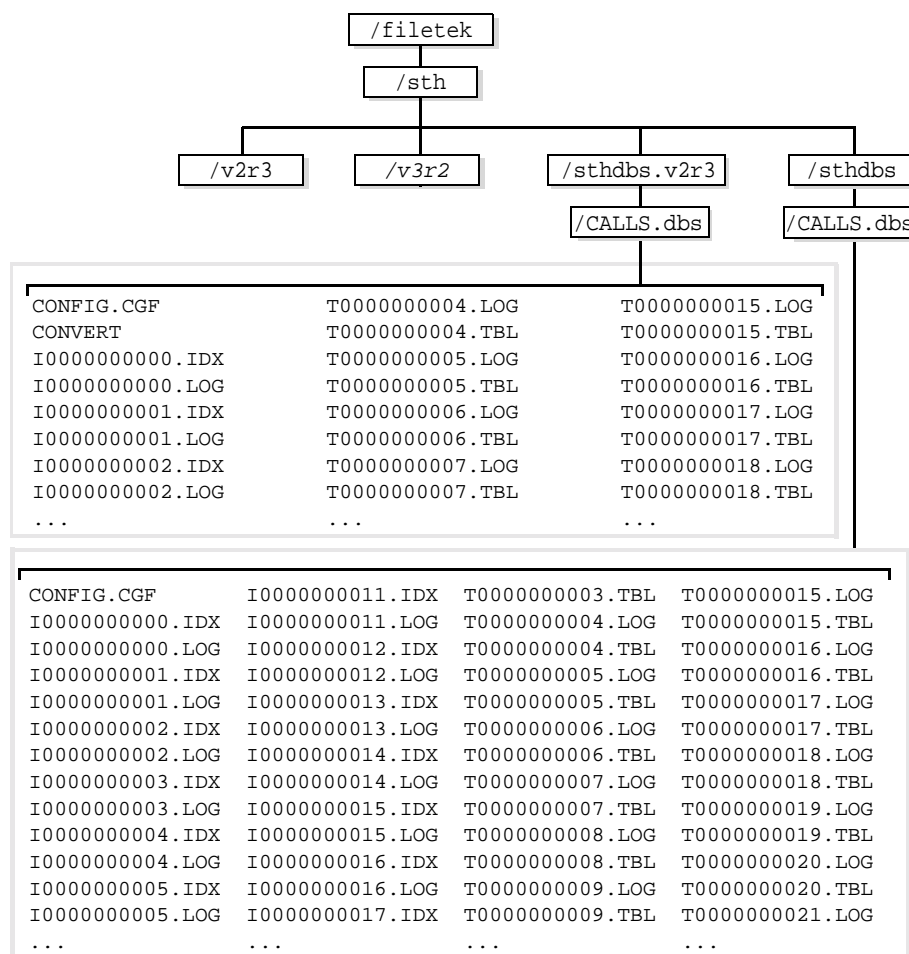 /filetek
/sth
/v2r3 /v3r2 /sthdbs.v2r3 /sthdbs
/CALLS.dbs /CALLS.dbs
CONFIG.CGF T0000000004.LOG T0000000015.LOG
CONVERT T0000000004.TBL T0000000015.TBL
I0000000000.IDX T0000000005.LOG T0000000016.LOG
I0000000000.LOG T0000000005.TBL T0000000016.TBL
I0000000001.IDX T0000000006.LOG T0000000017.LOG
I0000000001.LOG T0000000006.TBL T0000000017.TBL
I0000000002.IDX T0000000007.LOG T0000000018.LOG
I0000000002.LOG T0000000007.TBL T0000000018.TBL
... ... ...
CONFIG.CGF I0000000011.IDX T0000000003.TBL T0000000015.LOG
I0000000000.IDX I0000000011.LOG T0000000004.LOG T0000000015.TBL
I0000000000.LOG I0000000012.IDX T0000000004.TBL T0000000016.LOG
I0000000001.IDX I0000000012.LOG T0000000005.LOG T0000000016.TBL
I0000000001.LOG I0000000013.IDX T0000000005.TBL T0000000017.LOG
I0000000002.IDX I0000000013.LOG T0000000006.LOG T0000000017.TBL
I0000000002.LOG I0000000014.IDX T0000000006.TBL T0000000018.LOG
I0000000003.IDX I0000000014.LOG T0000000007.LOG T0000000018.TBL
I0000000003.LOG I0000000015.IDX T0000000007.TBL T0000000019.LOG
I0000000004.IDX I0000000015.LOG T0000000008.LOG T0000000019.TBL
I0000000004.LOG I0000000016.IDX T0000000008.TBL T0000000020.LOG
I0000000005.IDX I0000000016.LOG T0000000009.LOG T0000000020.TBL
I0000000005.LOG I0000000017.IDX T0000000009.TBL T0000000021.LOG
... ... ... ...